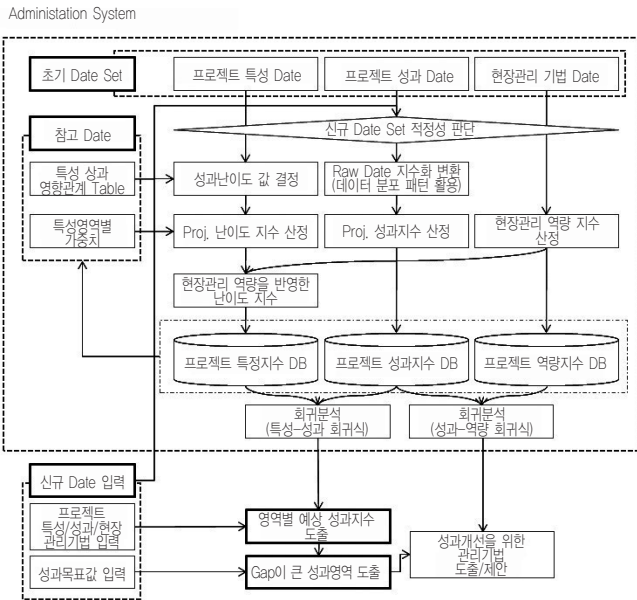 Administation System
초기 Date Set
프로젝트 특성 Date
프로젝트 성과 Date
현장관리 기법 Date
신규 Date Set 적정성 판단
참고 Date
특성 상과
영향관계 Table
성과난이도 값 결정
Raw Date 지수화 변환
(데이터 분포 패턴 활용)
특성영역별
가중치
Proj. 난이도 지수 산정
Proj. 성과지수 산정
현장관리 역량 지수
산정
현장관리 역량을 반영한
난이도 지수
프로젝트 특정지수 DB
프로젝트 성과지수 DB
프로젝트 역량지수 DB
회귀분석
(특성-성과 회귀식)
회귀분석
(성과-역량 회귀식)
신규 Date 입력
프로젝트
특성/성과/현장
관리기법 입력
영역별 예상 성과지수
도출
성과개선을 위한
관리기법
도출/제안
성과목표값 입력
Gap이 큰 성과영역 도출